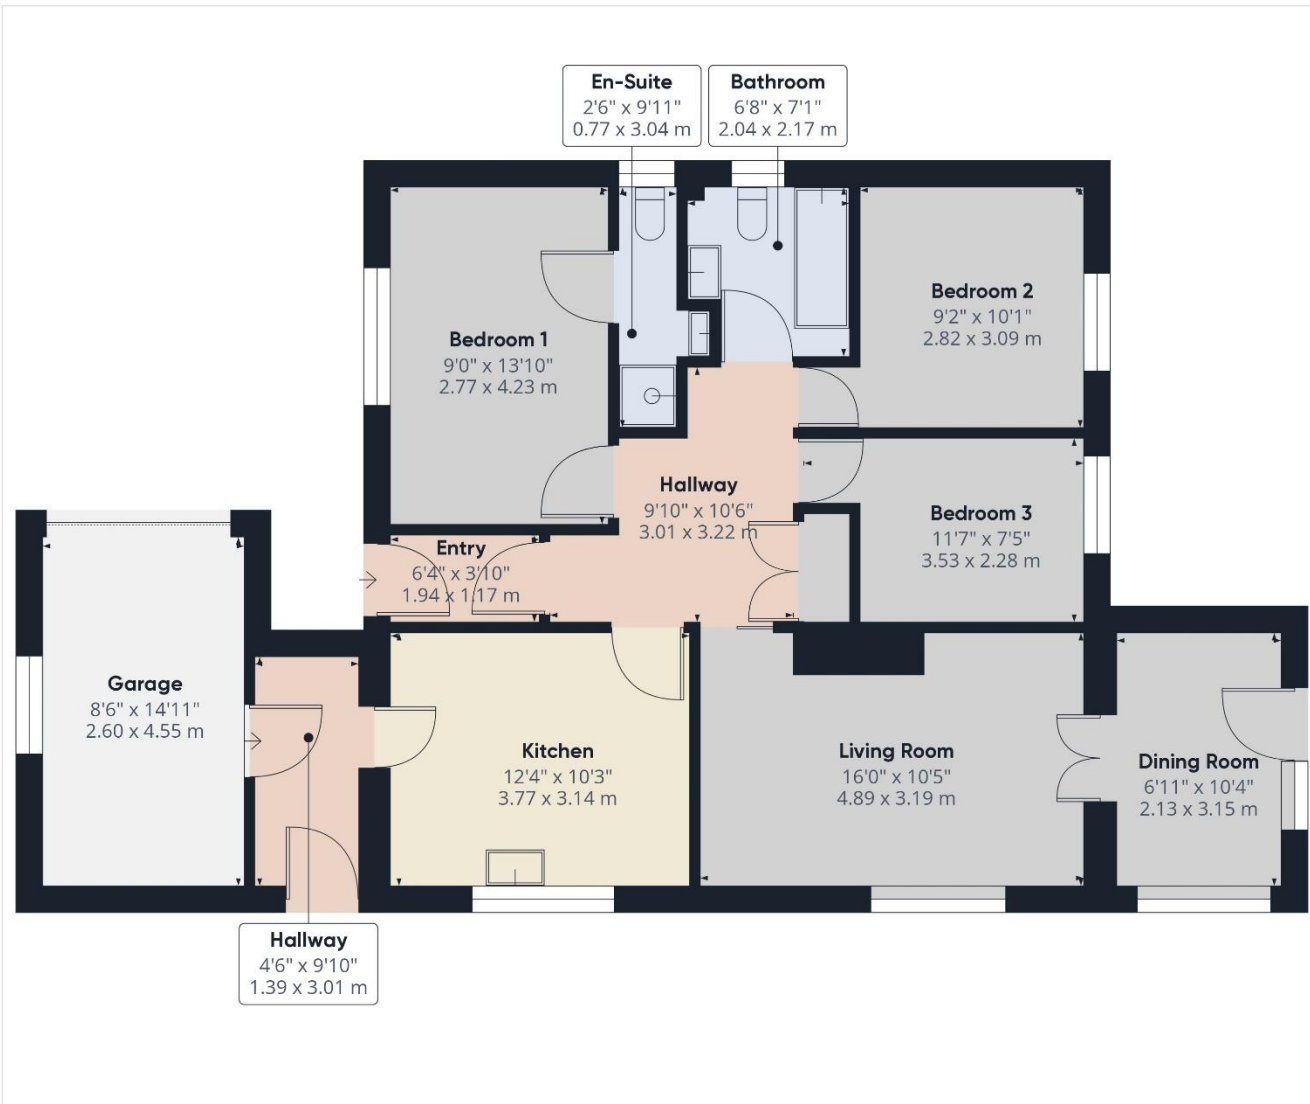 En-Suite
2'6" x 9'11"
0.77 x 3.04 m
Bathroom
6'8" x 7'1"
2.04 x 2.17 m
Bedroom 1
9'0" x 13'10"
2.77 x 4.23 m
Bedroom 2
9'2" x 10'1"
2.82 x 3.09 m
Hallway
9'10" x 10'6"
3.01 x 3.22 m
Bedroom 3
11'7" x 7'5"
3.53 x 2.28 m
Entry
6'4" x 3'10"
1.94 x 1.17 m
Garage
8'6" x 14'11"
2.60 x 4.55 m
Kitchen
12'4" x 10'3"
3.77 x 3.14 m
Living Room
16'0" x 10'5"
4.89 x 3.19 m
Dining Room
6'11" x 10'4"
2.13 x 3.15 m
Hallway
4'6" x 9'10"
1.39 x 3.01 m